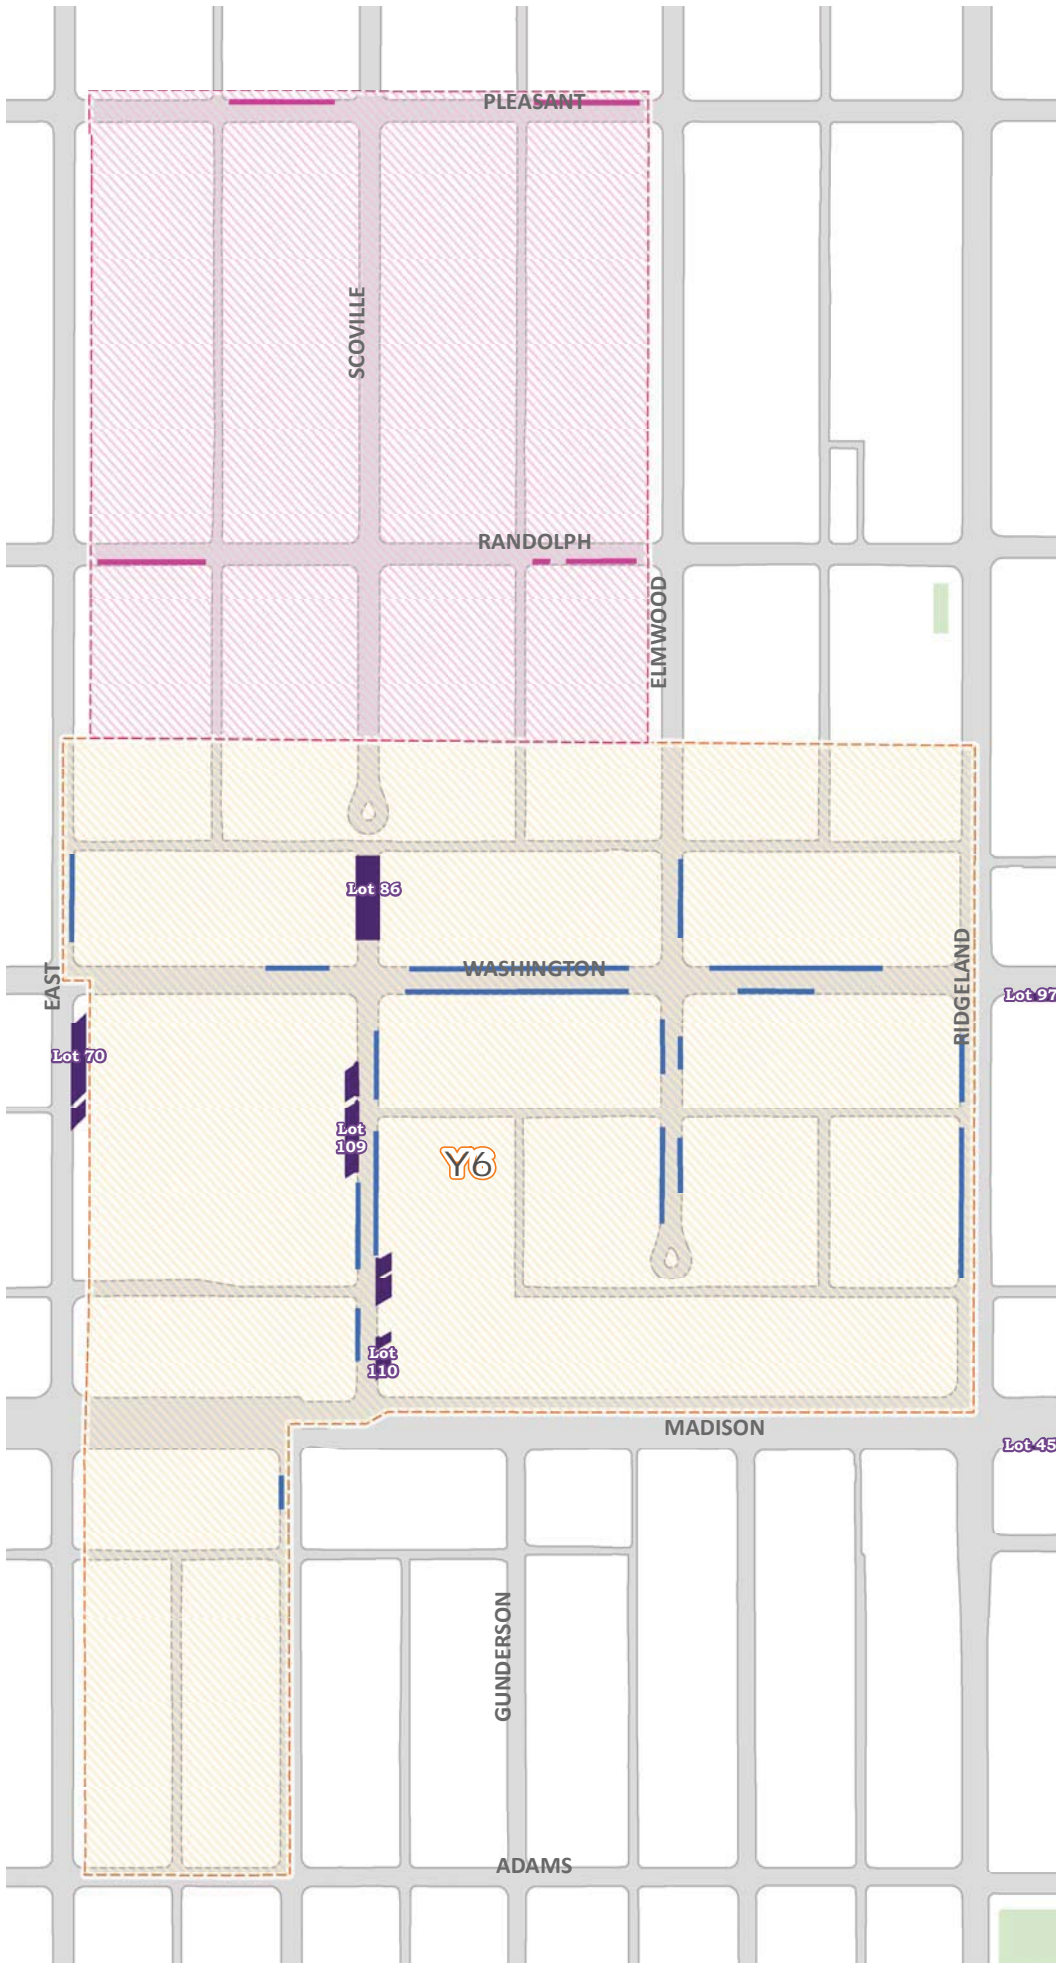 PLEASANT
SCOVILLE
RANDOLPH
ELMWOOD
Lot 86
WASHINGTON
EAST
RIDGELAND
Lot 97
Lot 70
Lot
109
Y6
Lot
110
MADISON
Lot 45
GUNDERSON
ADAMS